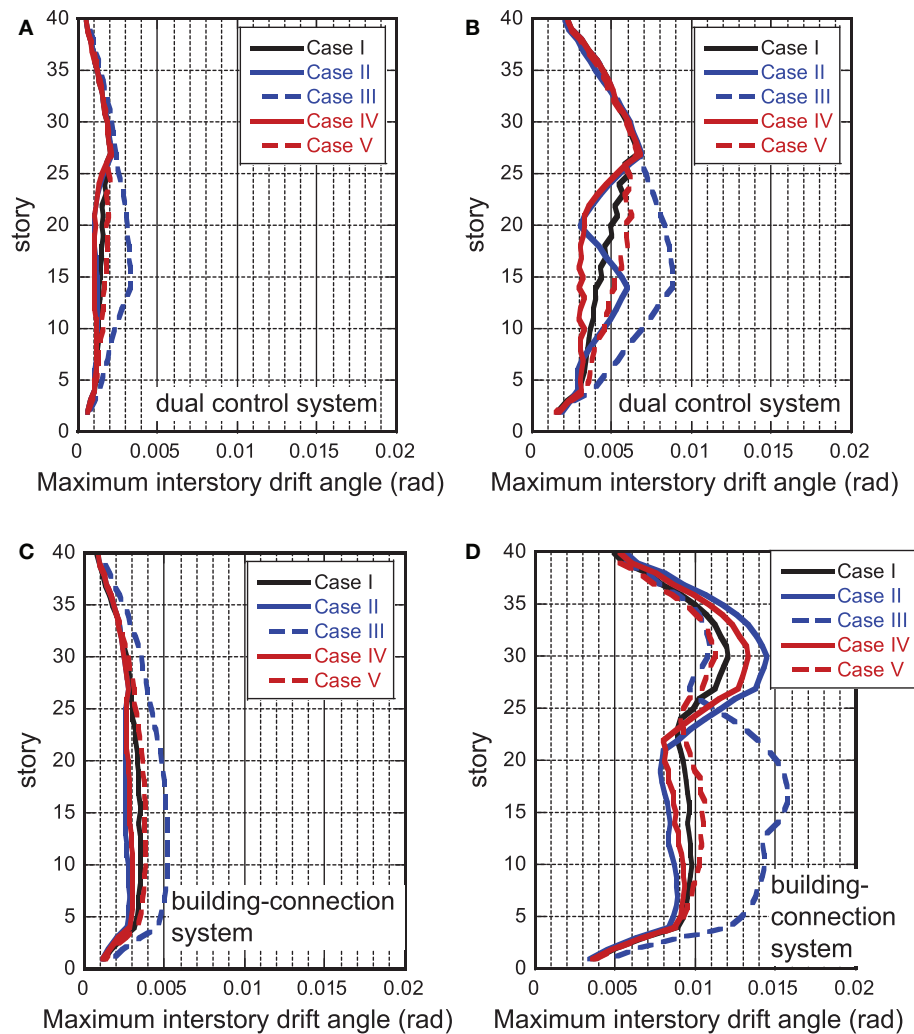 A
40
35
30
25
20
15
10
5
0
story
Case I
Case II
Case III
Case IV
Case V
dual control system
0 0.005 0.01 0.015 0.02
Maximum interstory drift angle (rad)
B
40
35
30
25
20
15
10
5
0
story
Case I
Case II
Case III
Case IV
Case V
dual control system
0 0.005 0.01 0.015 0.02
Maximum interstory drift angle (rad)
C
40
35
30
25
20
15
10
5
0
story
Case I
Case II
Case III
Case IV
Case V
building-connection
system
0 0.005 0.01 0.015 0.02
Maximum interstory drift angle (rad)
D
40
35
30
25
20
15
10
5
0
story
Case I
Case II
Case III
Case IV
Case V
building-
connection
system
0 0.005 0.01 0.015 0.02
Maximum interstory drift angle (rad)